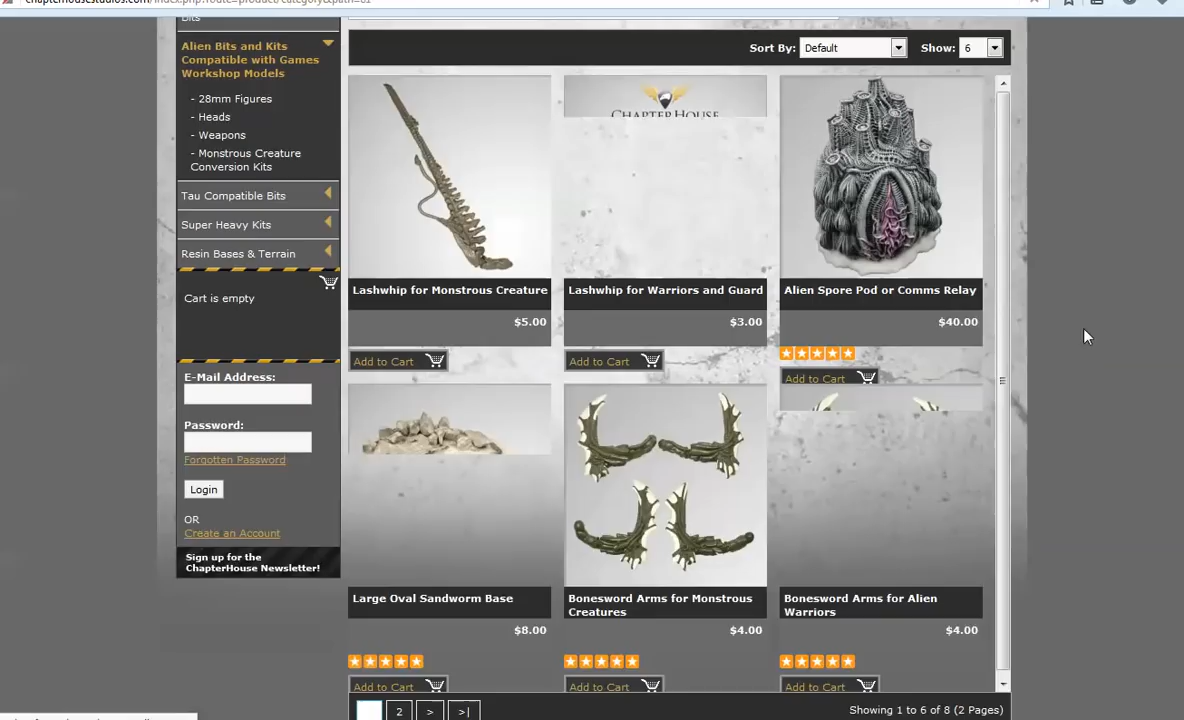 Bits
Alien Bits and Kits
Compatible with Games
Workshop Models
- 28mm Figures
- Heads
- Weapons
- Monstrous Creature
Conversion Kits
Tau Compatible Bits
Super Heavy Kits
Resin Bases & Terrain
Cart is empty
E-Mail Address:
Password:
Forgotten Password
Login
OR
Create an Account
Sign up for the
ChapterHouse Newsletter!
Sort By: Default Show: 6
CHAPTERHOUSE
Lashwhip for Monstrous Creature
$5.00
Add to Cart
Lashwhip for Warriors and Guard
$3.00
Add to Cart
Alien Spore Pod or Comms Relay
$40.00
Add to Cart
Large Oval Sandworm Base
$8.00
Add to Cart
Bonesword Arms for Monstrous
Creatures
$4.00
Add to Cart
Bonesword Arms for Alien
Warriors
$4.00
Add to Cart
2 > >|
Showing 1 to 6 of 8 (2 Pages)